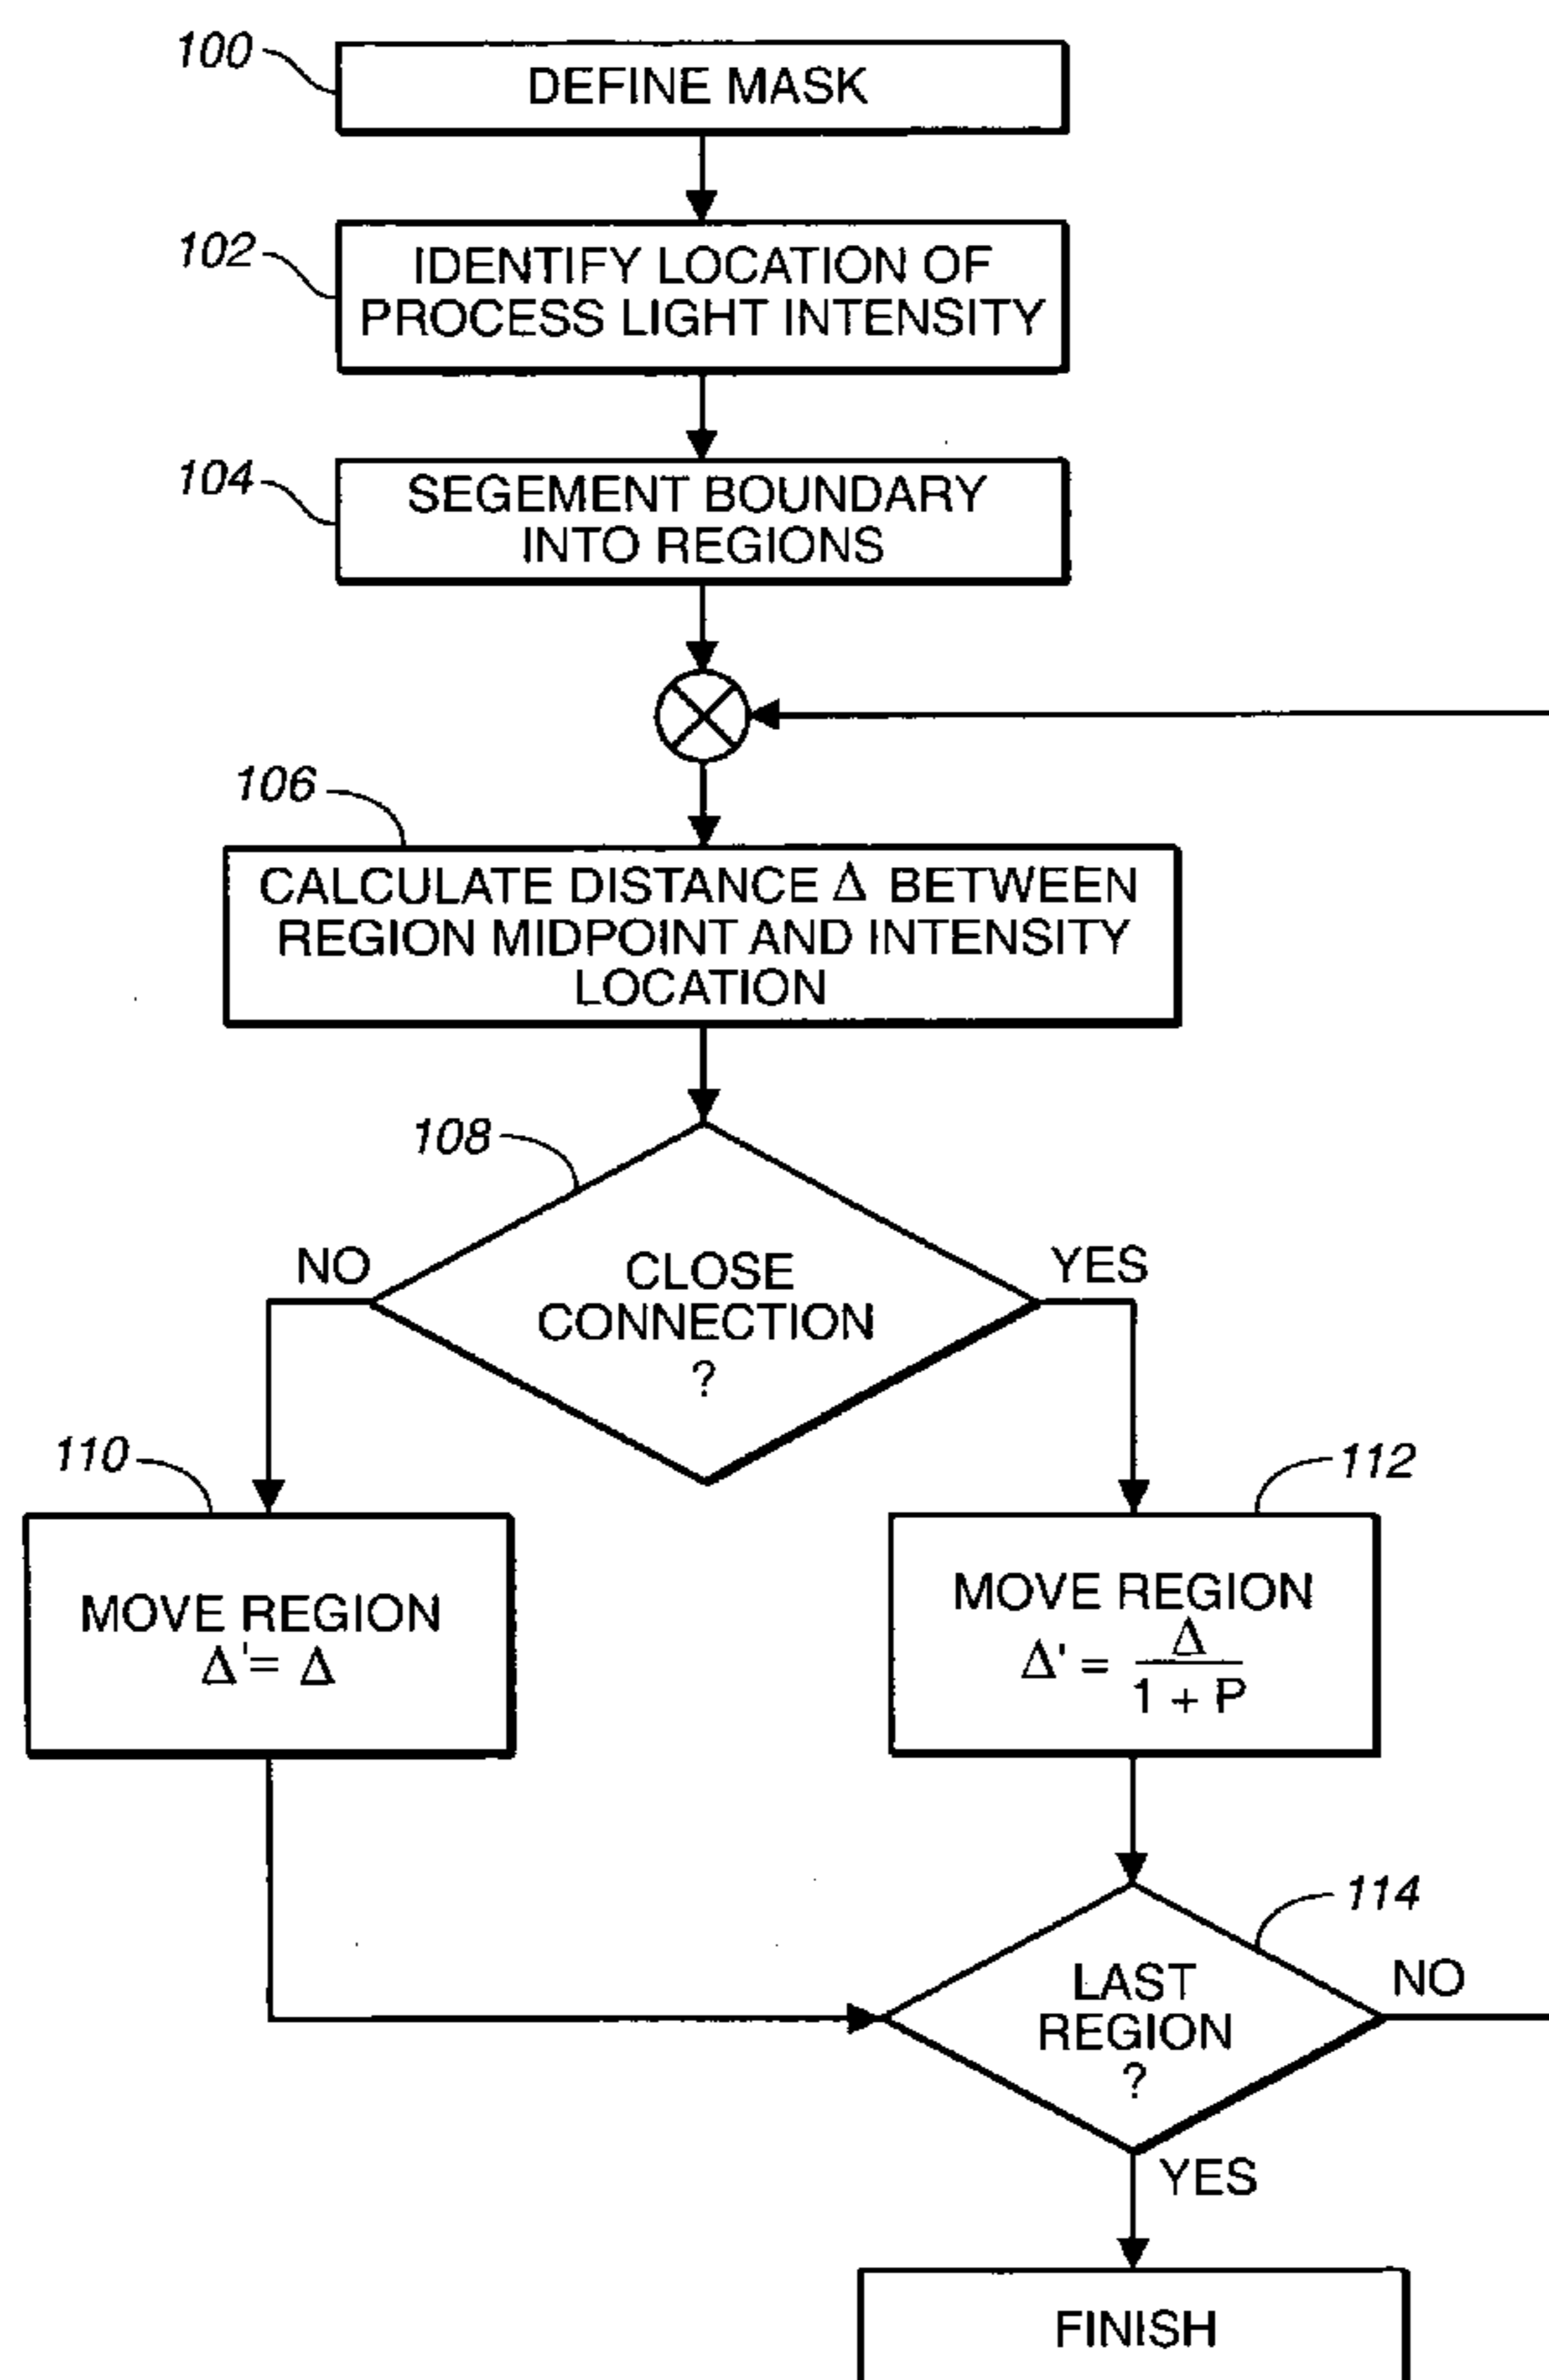 100
DEFINE MASK
102
IDENTIFY LOCATION OF
PROCESS LIGHT INTENSITY
104
SEGEMENT BOUNDARY
INTO REGIONS
106
CALCULATE DISTANCE Δ BETWEEN
REGION MIDPOINT AND INTENSITY
LOCATION
108
NO
CLOSE
CONNECTION
?
YES
110
MOVE REGION
Δ'= Δ
112
MOVE REGION
Δ' = Δ / 1 + P
114
LAST
REGION
?
NO
YES
FINISH